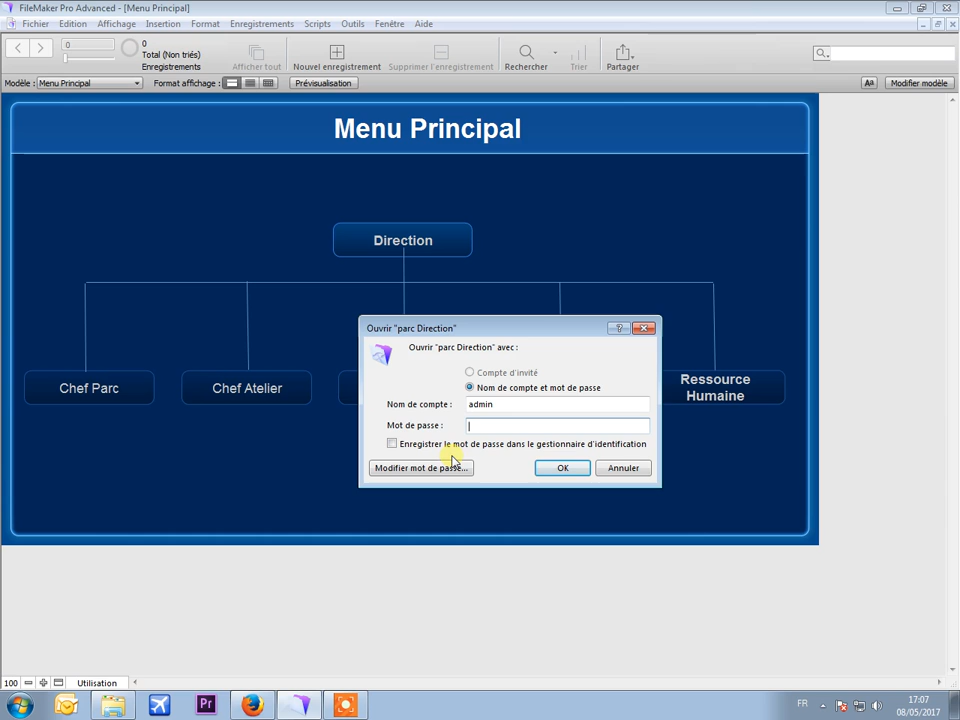 FileMaker Pro Advanced - [Menu Principal]
Fichier Edition Affichage Insertion Format Enregistrements Scripts Outils Fenêtre Aide
0
0
Total (Non triés)
Enregistrements
Afficher tout
Nouvel enregistrement
Supprimer l'enregistrement
Rechercher
Trier
Partager
Modèle : Menu Principal
Format affichage :
Prévisualisation
Aa
Modifier modèle
Menu Principal
Direction
Chef Parc
Chef Atelier
Ressource
Humaine
Ouvrir "parc Direction"
Ouvrir "parc Direction" avec :
Compte d'invité
Nom de compte et mot de passe
Nom de compte : admin
Mot de passe :
Enregistrer le mot de passe dans le gestionnaire d'identification
Modifier mot de passe...
OK
Annuler
100
Utilisation
Pr
FR
17:07
08/05/2017